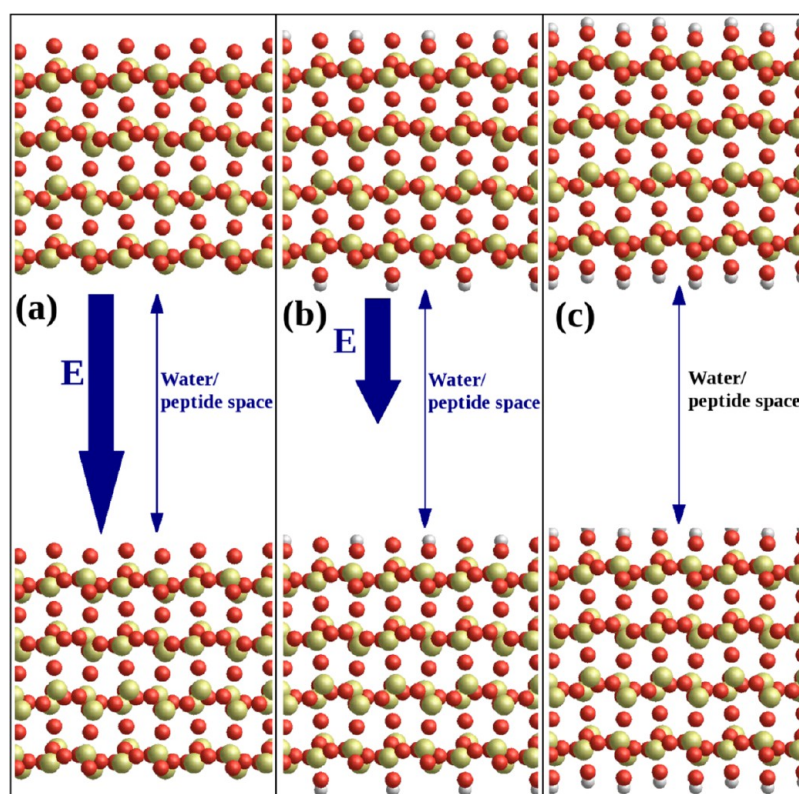 (a)
E
Water/
peptide space
(b)
E
Water/
peptide space
(c)
Water/
peptide space